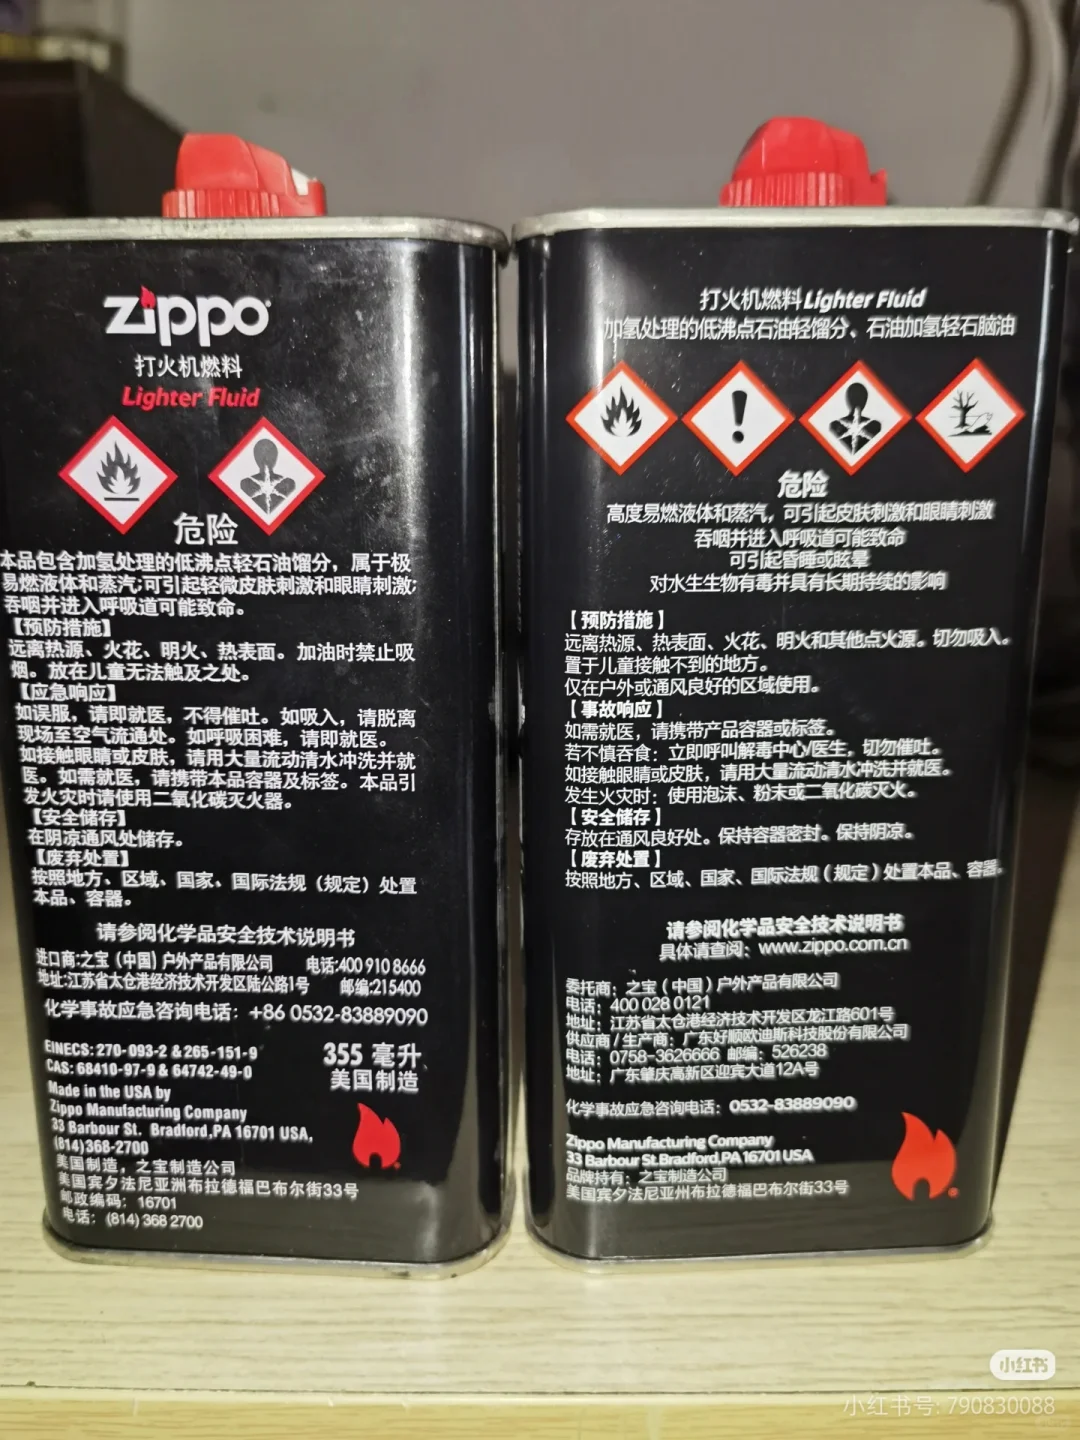 zippo
打火机燃料
Lighter Fluid
危险
本品包含加氢处理的低沸点轻石油馏分，属于极
易燃液体和蒸汽;可引起轻微皮肤刺激和眼睛刺激;
吞咽并进入呼吸道可能致命。
【预防措施】
远离热源、火花、明火、热表面。加油时禁止吸
烟。放在儿童无法触及之处。
【应急响应】
如误服，请即就医，不得催吐。如吸入，请脱离
现场至空气流通处。如呼吸困难，请即就医。
如接触眼睛或皮肤，请用大量流动清水冲洗并就
医。如需就医，请携带本品容器及标签。本品引
发火灾时请使用二氧化碳灭火器。
【安全储存】
在阴凉通风处储存。
【废弃处置】
按照地方、区域、国家、国际法规（规定）处置
本品、容器。
请参阅化学品安全技术说明书
进口商:之宝（中国）户外产品有限公司 电话:400 910 8666
地址:江苏省太仓港经济技术开发区陆公路1号 邮编:215400
化学事故应急咨询电话：+86 0532-83889090
EINECS: 270-093-2 & 265-151-9
CAS: 68410-97-9 & 64742-49-0
355 毫升
美国制造
Made in the USA by
Zippo Manufacturing Company
33 Barbour St. Bradford,PA 16701 USA,
(814)368-2700
美国制造，之宝制造公司
美国宾夕法尼亚洲布拉德福巴布尔街33号
邮政编码：16701
电话：(814) 368 2700
打火机燃料 Lighter Fluid
加氢处理的低沸点石油轻馏分、石油加氢轻石脑油
危险
高度易燃液体和蒸汽，可引起皮肤刺激和眼睛刺激
吞咽并进入呼吸道可能致命
可引起昏睡或眩晕
对水生生物有毒并具有长期持续的影响
【预防措施】
远离热源、热表面、火花、明火和其他点火源。切勿吸入。
置于儿童接触不到的地方。
仅在户外或通风良好的区域使用。
【事故响应】
如需就医，请携带产品容器或标签。
若不慎吞食：立即呼叫解毒中心/医生，切勿催吐。
如接触眼睛或皮肤，请用大量流动清水冲洗并就医。
发生火灾时：使用泡沫、粉末或二氧化碳灭火。
【安全储存】
存放在通风良好处。保持容器密封。保持阴凉。
【废弃处置】
按照地方、区域、国家、国际法规（规定）处置本品、容器。
请参阅化学品安全技术说明书
具体请查阅：www.zippo.com.cn
委托商：之宝（中国）户外产品有限公司
电话：400 028 0121
地址：江苏省太仓港经济技术开发区龙江路601号
供应商 / 生产商：广东好顺欧迪斯科技股份有限公司
电话：0758-3626666 邮编：526238
地址：广东肇庆高新区迎宾大道12A号
化学事故应急咨询电话：0532-83889090
Zippo Manufacturing Company
33 Barbour St.Bradford,PA 16701 USA
品牌持有：之宝制造公司
美国宾夕法尼亚州布拉德福巴布尔街33号
小红书
小红书号: 790830088